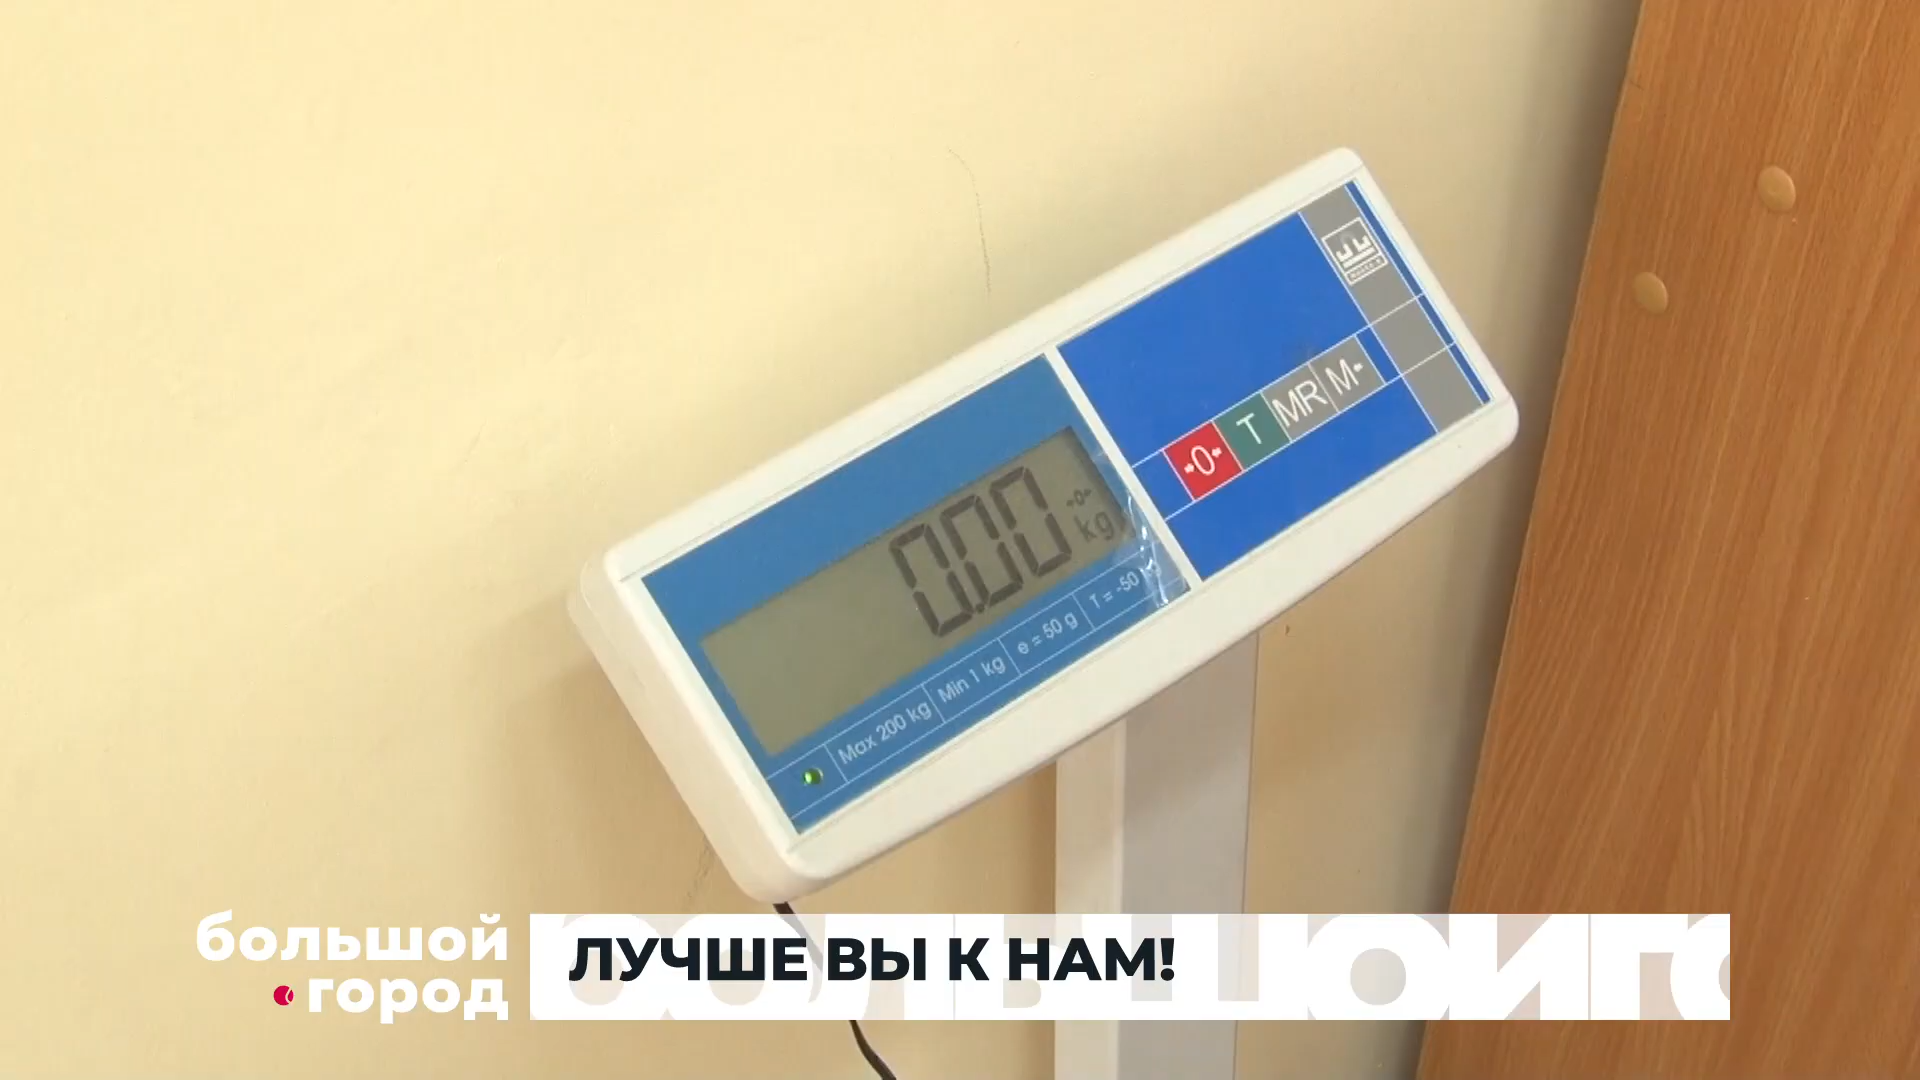 0.00
→0←
kg
Max 200 kg
Min 1 kg
e = 50 g
T = -50
→0←
T
MR
M
большой
город
ЛУЧШЕ ВЫ К НАМ!